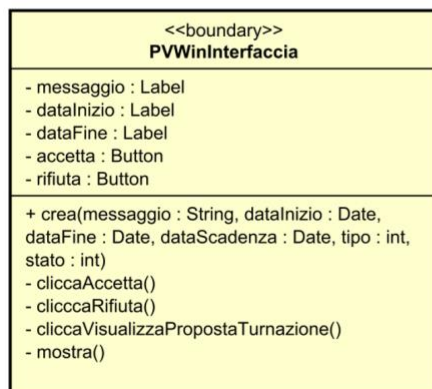 <<boundary>>
PVWinInterfaccia
- messaggio : Label
- dataInizio : Label
- dataFine : Label
- accetta : Button
- rifiuta : Button
+ crea(messaggio : String, dataInizio : Date,
dataFine : Date, dataScadenza : Date, tipo : int,
stato : int)
- cliccaAccetta()
- clicccaRifiuta()
- cliccaVisualizzaPropostaTurnazione()
- mostra()